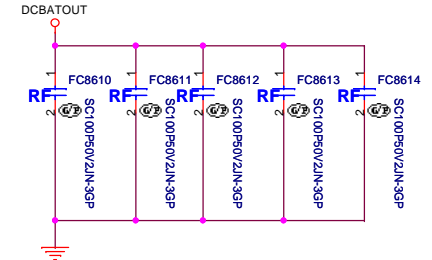 DCBATOUT
FC8610
FC8611
FC8612
FC8613
FC8614
1
1
1
1
1
RF
RF
RF
RF
RF
G/P
G/P
G/P
G/P
G/P
2
2
2
2
2
SC100P50V2JN-3GP
SC100P50V2JN-3GP
SC100P50V2JN-3GP
SC100P50V2JN-3GP
SC100P50V2JN-3GP